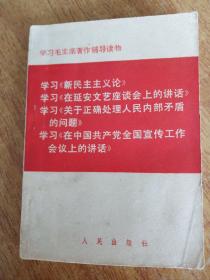 学习毛主席著作辅导读物
学习《新民主主义论》
学习《在延安文艺座谈会上的讲话》
学习《关于正确处理人民内部矛盾
的问题》
学习《在中国共产党全国宣传工作
会议上的讲话》
人民出版社